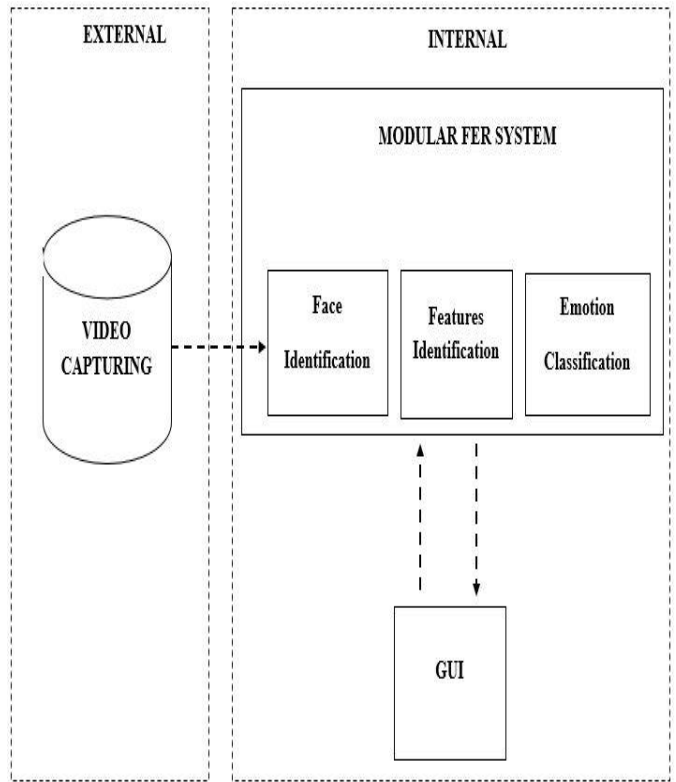 EXTERNAL
INTERNAL
MODULAR FER SYSTEM
VIDEO
CAPTURING
Face
Identification
Features
Identification
Emotion
Classification
GUI